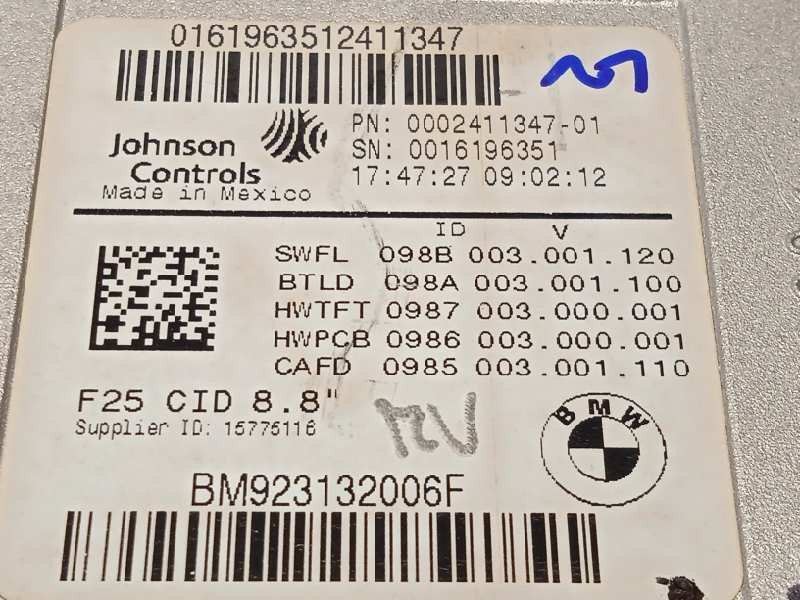 0161963512411347
Johnson
Controls
Made in Mexico
PN: 0002411347-01
SN: 0016196351
17:47:27 09:02:12
ID V
SWFL 098B 003.001.120
BTLD 098A 003.001.100
HWTFT 0987 003.000.001
HWPCB 0986 003.000.001
CAFD 0985 003.001.110
F25 CID 8.8"
Supplier ID: 15775116
BMW
BM923132006F